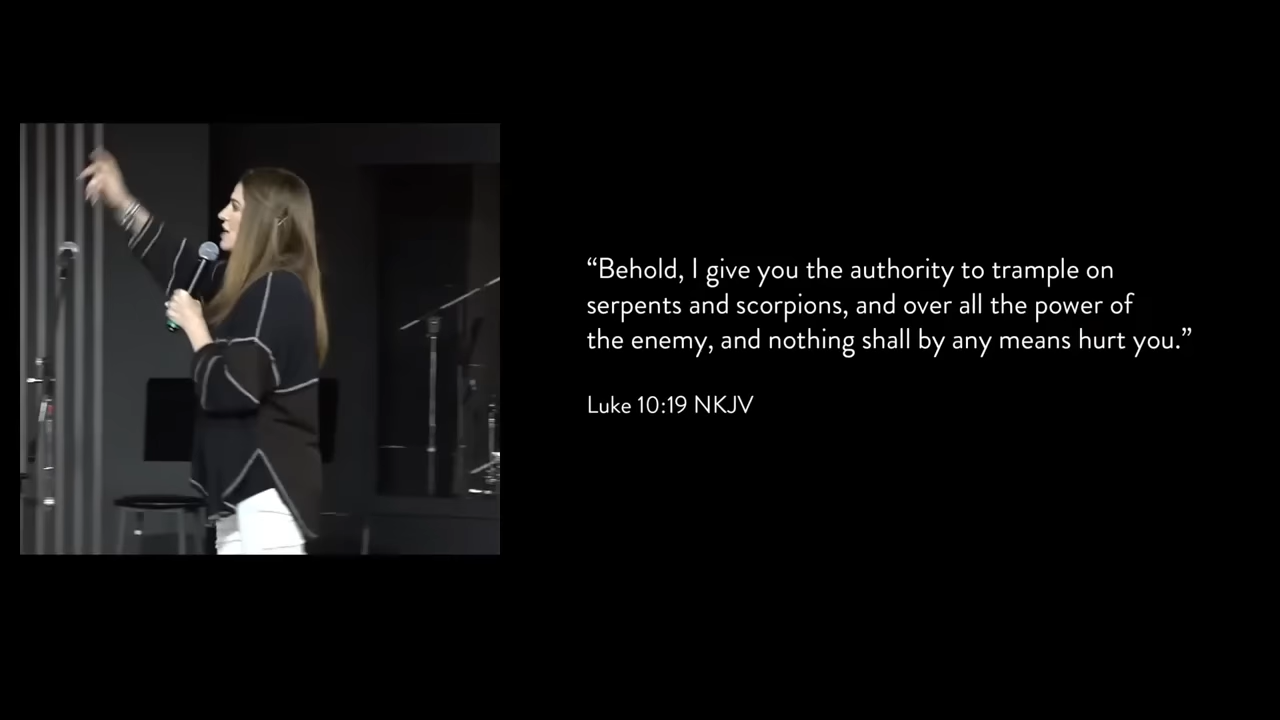 “Behold, I give you the authority to trample on
serpents and scorpions, and over all the power of
the enemy, and nothing shall by any means hurt you.”
Luke 10:19 NKJV